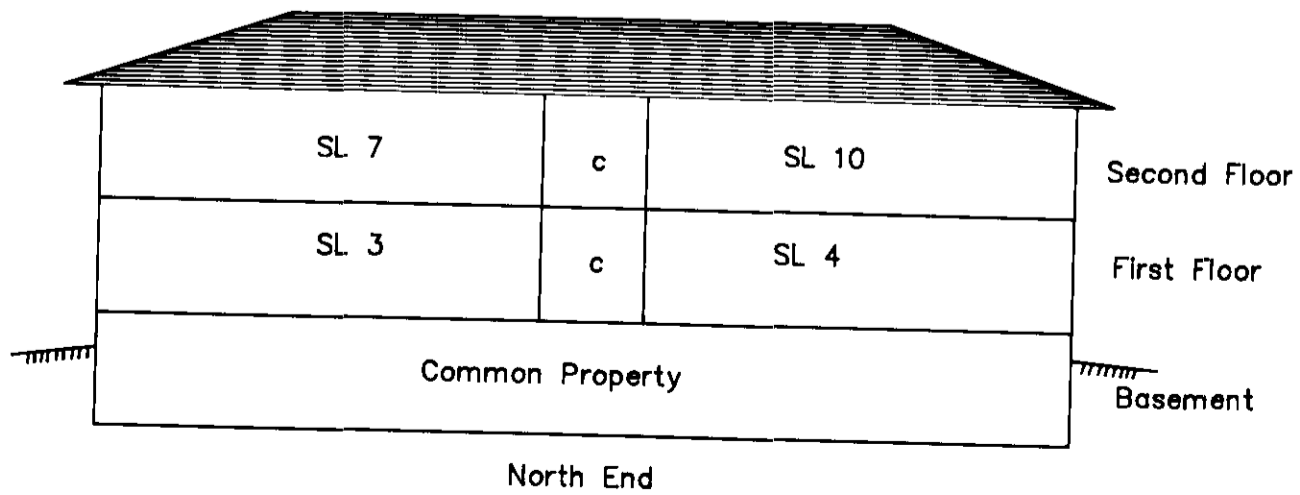 SL 7
c
SL 10
Second Floor
SL 3
c
SL 4
First Floor
Common Property
Basement
North End